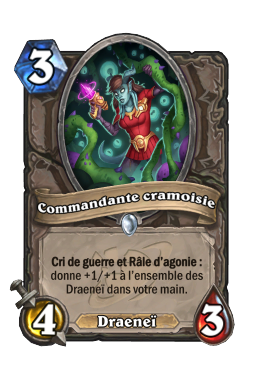 3
Commandante cramoisie
Cri de guerre et Râle d'agonie :
donne +1/+1 à l'ensemble des
Draeneï dans votre main.
4
Draeneï
3